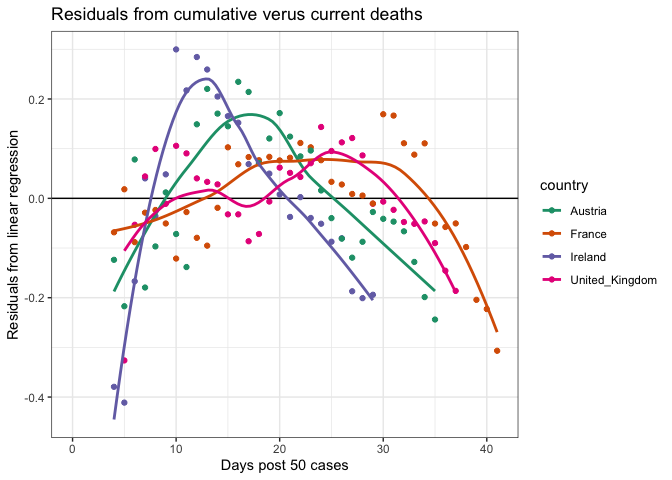 Residuals from cumulative verus current deaths
Residuals from linear regression
0.2
0.0
-0.2
-0.4
0
10
20
30
40
Days post 50 cases
country
Austria
France
Ireland
United_Kingdom